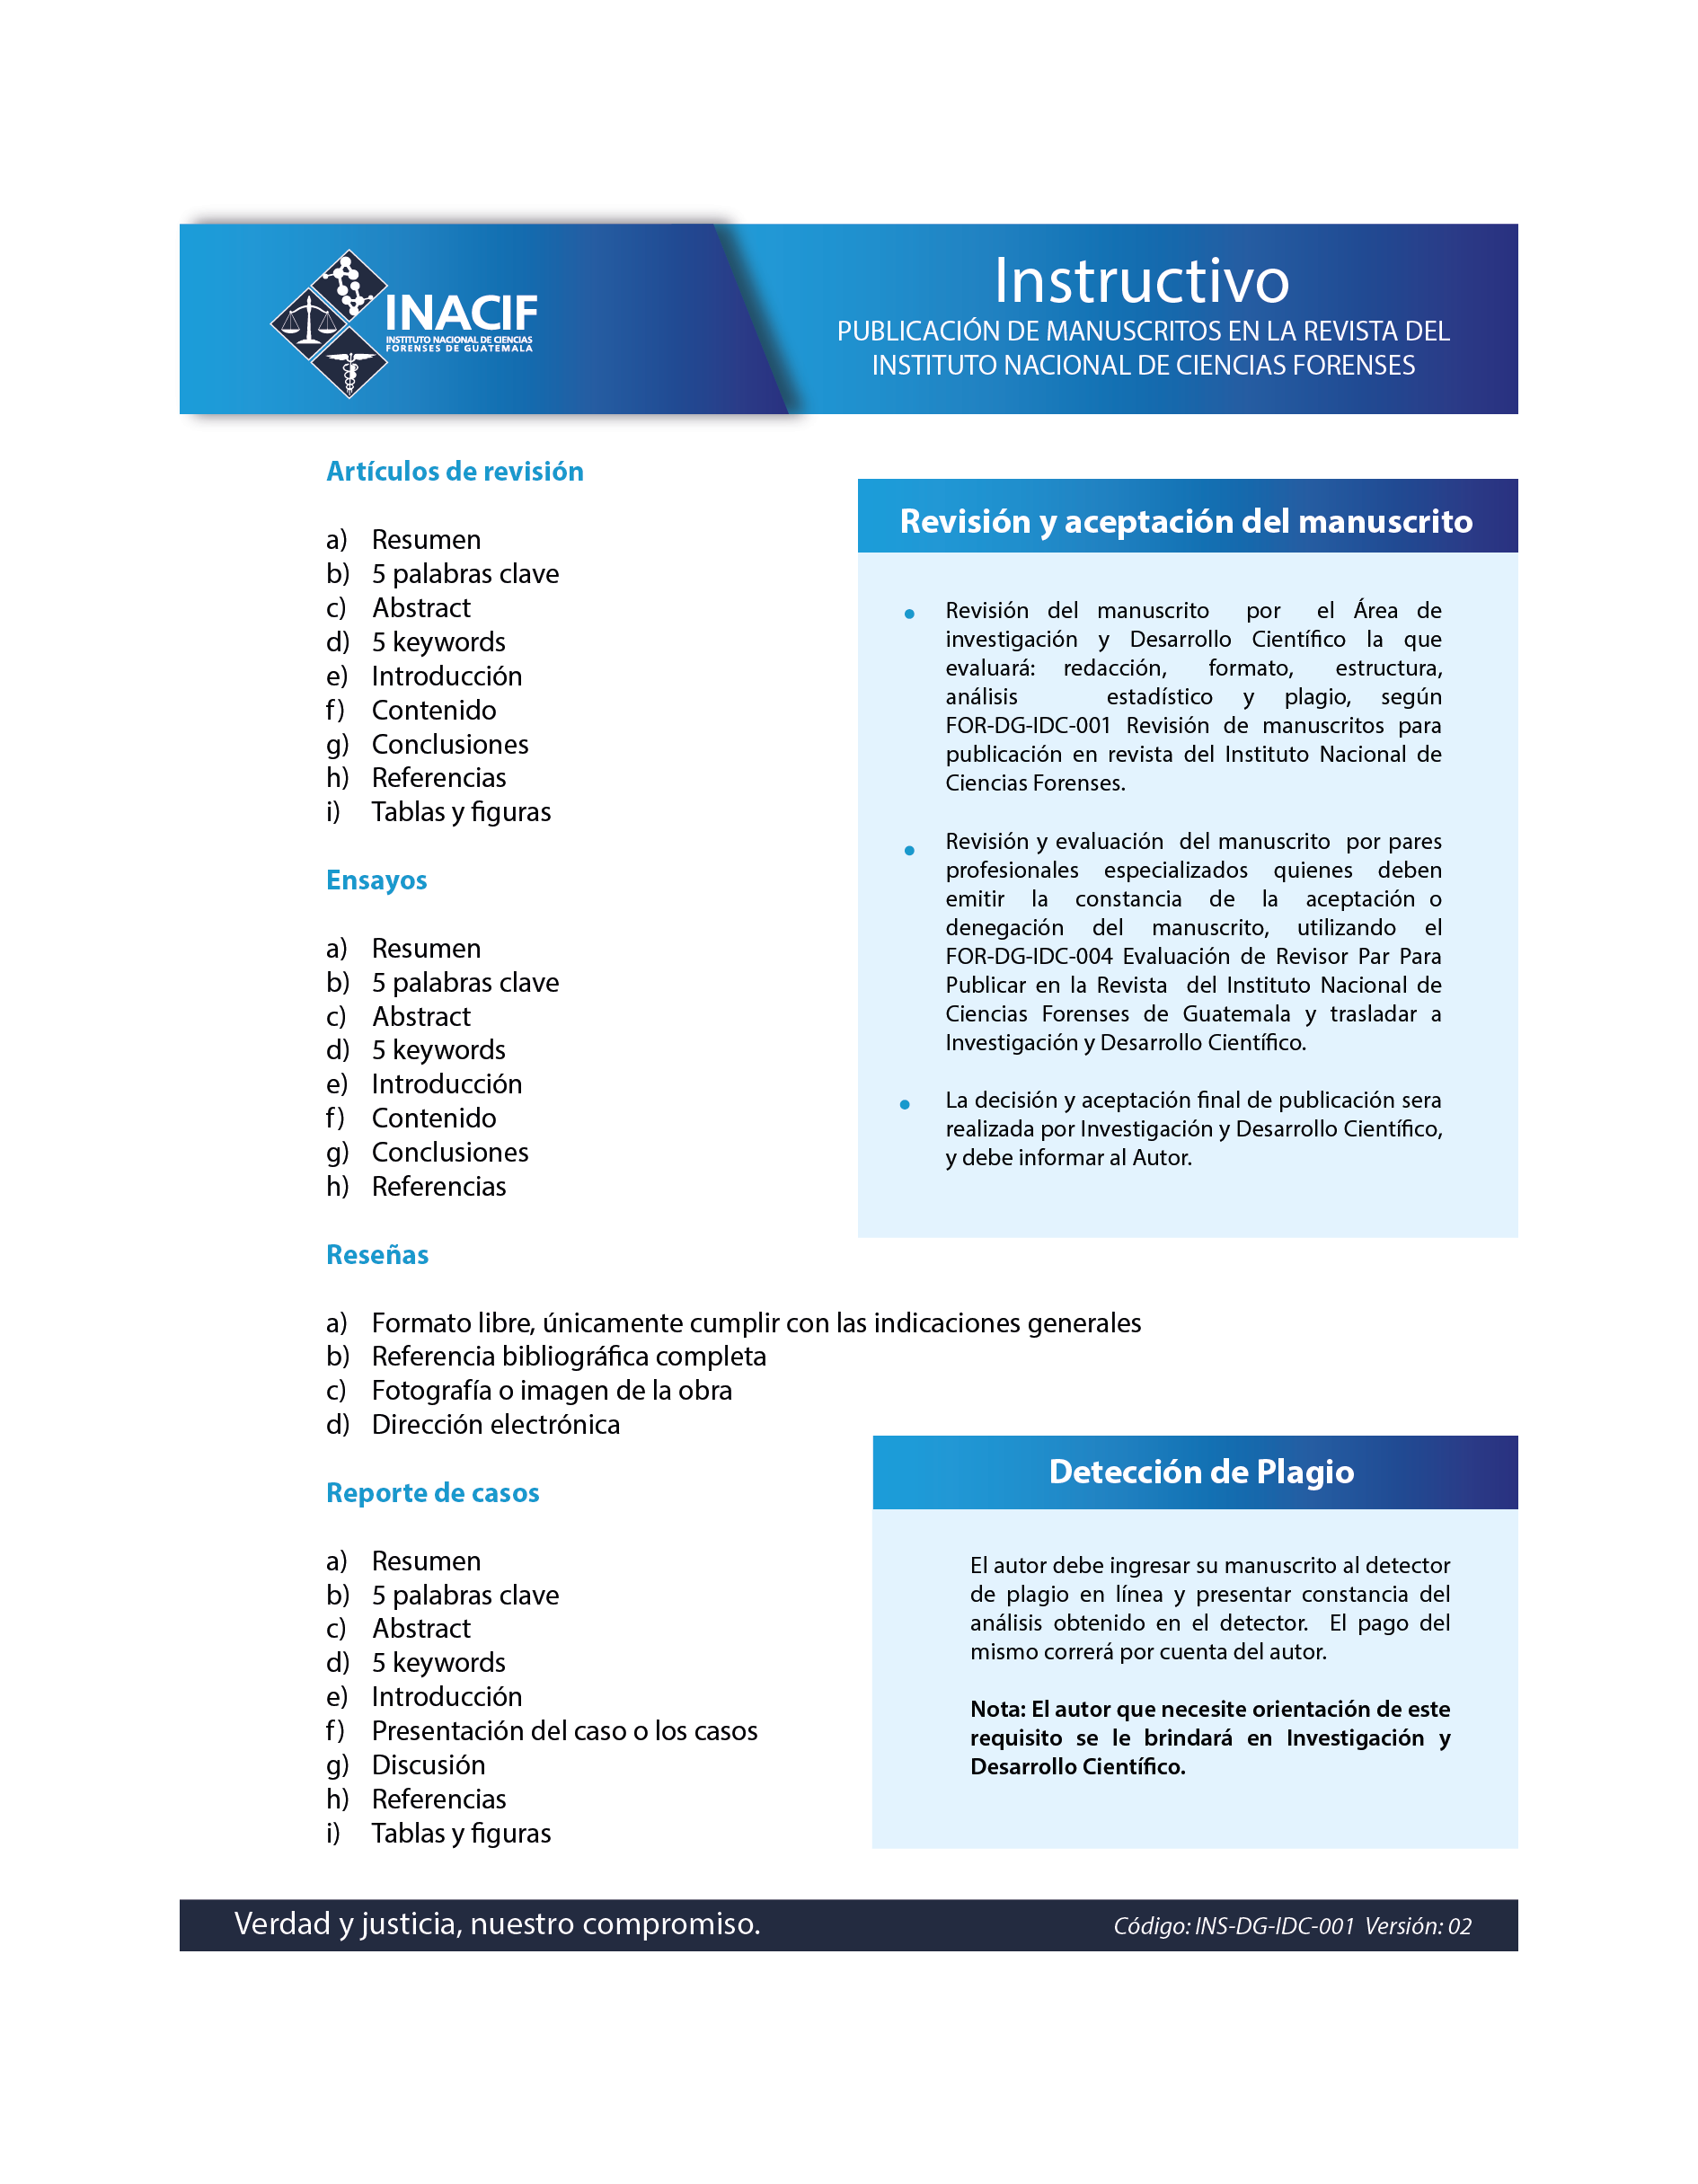 INACIF
INSTITUTO NACIONAL DE CIENCIAS
FORENSES DE GUATEMALA
Instructivo
PUBLICACIÓN DE MANUSCRITOS EN LA REVISTA DEL
INSTITUTO NACIONAL DE CIENCIAS FORENSES
Artículos de revisión
a) Resumen
b) 5 palabras clave
c) Abstract
d) 5 keywords
e) Introducción
f) Contenido
g) Conclusiones
h) Referencias
i) Tablas y figuras
Ensayos
a) Resumen
b) 5 palabras clave
c) Abstract
d) 5 keywords
e) Introducción
f) Contenido
g) Conclusiones
h) Referencias
Reseñas
a) Formato libre, únicamente cumplir con las indicaciones generales
b) Referencia bibliográfica completa
c) Fotografía o imagen de la obra
d) Dirección electrónica
Reporte de casos
a) Resumen
b) 5 palabras clave
c) Abstract
d) 5 keywords
e) Introducción
f) Presentación del caso o los casos
g) Discusión
h) Referencias
i) Tablas y figuras
Revisión y aceptación del manuscrito
• Revisión del manuscrito por el Área de
investigación y Desarrollo Científico la que
evaluará: redacción, formato, estructura,
análisis estadístico y plagio, según
FOR-DG-IDC-001 Revisión de manuscritos para
publicación en revista del Instituto Nacional de
Ciencias Forenses.
• Revisión y evaluación del manuscrito por pares
profesionales especializados quienes deben
emitir la constancia de la aceptación o
denegación del manuscrito, utilizando el
FOR-DG-IDC-004 Evaluación de Revisor Par Para
Publicar en la Revista del Instituto Nacional de
Ciencias Forenses de Guatemala y trasladar a
Investigación y Desarrollo Científico.
• La decisión y aceptación final de publicación sera
realizada por Investigación y Desarrollo Científico,
y debe informar al Autor.
Detección de Plagio
El autor debe ingresar su manuscrito al detector
de plagio en línea y presentar constancia del
análisis obtenido en el detector. El pago del
mismo correrá por cuenta del autor.
Nota: El autor que necesite orientación de este
requisito se le brindará en Investigación y
Desarrollo Científico.
Verdad y justicia, nuestro compromiso.
Código: INS-DG-IDC-001 Versión: 02